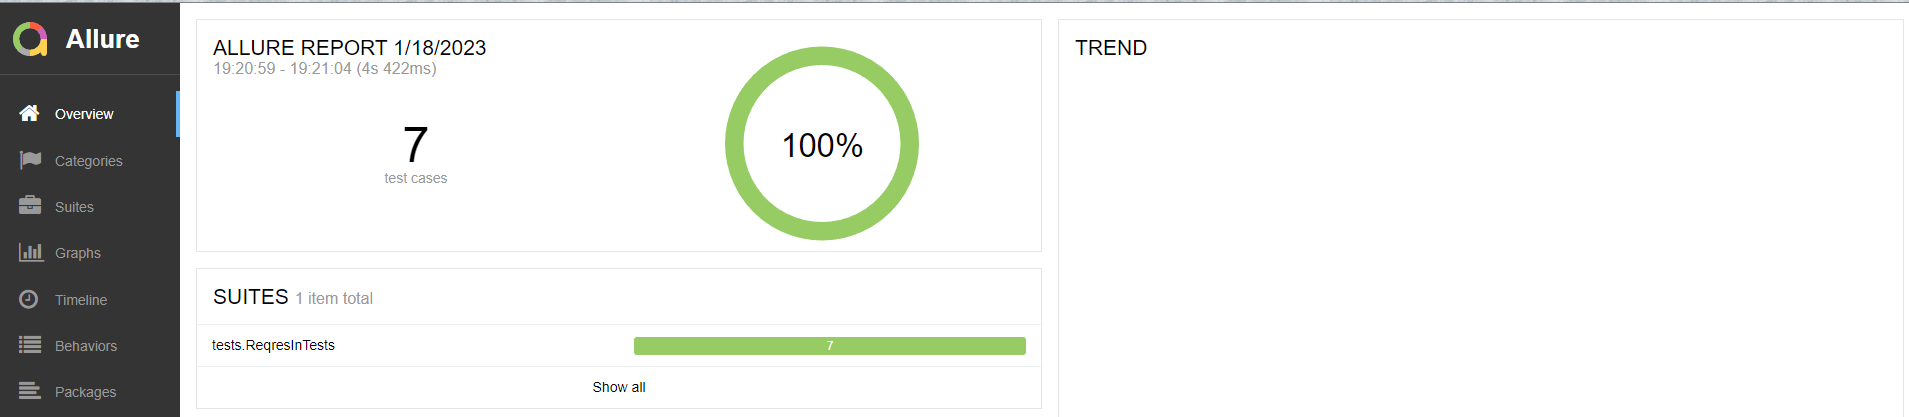 Allure
Overview
Categories
Suites
Graphs
Timeline
Behaviors
Packages
ALLURE REPORT 1/18/2023
19:20:59 - 19:21:04 (4s 422ms)
7
test cases
100%
SUITES 1 item total
tests.ReqresInTests 7
Show all
TREND